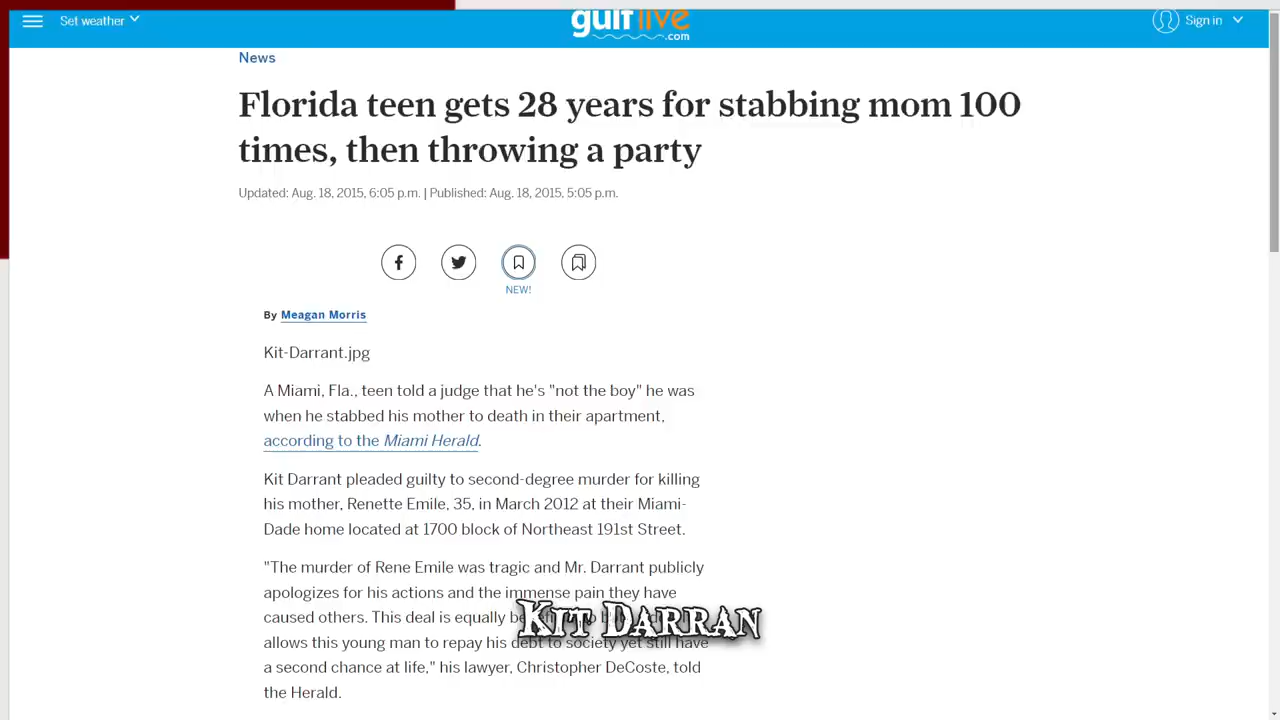 Set weather
gulflive
.com
Sign in
News
Florida teen gets 28 years for stabbing mom 100
times, then throwing a party
Updated: Aug. 18, 2015, 6:05 p.m. | Published: Aug. 18, 2015, 5:05 p.m.
NEW!
By Meagan Morris
Kit-Darrant.jpg
A Miami, Fla., teen told a judge that he's "not the boy" he was
when he stabbed his mother to death in their apartment,
according to the Miami Herald.
Kit Darrant pleaded guilty to second-degree murder for killing
his mother, Renette Emile, 35, in March 2012 at their Miami-
Dade home located at 1700 block of Northeast 191st Street.
"The murder of Rene Emile was tragic and Mr. Darrant publicly
apologizes for his actions and the immense pain they have
caused others. This deal is equally
Kit Darran
allows this young man to repay his debt to society yet still have
a second chance at life," his lawyer, Christopher DeCoste, told
the Herald.